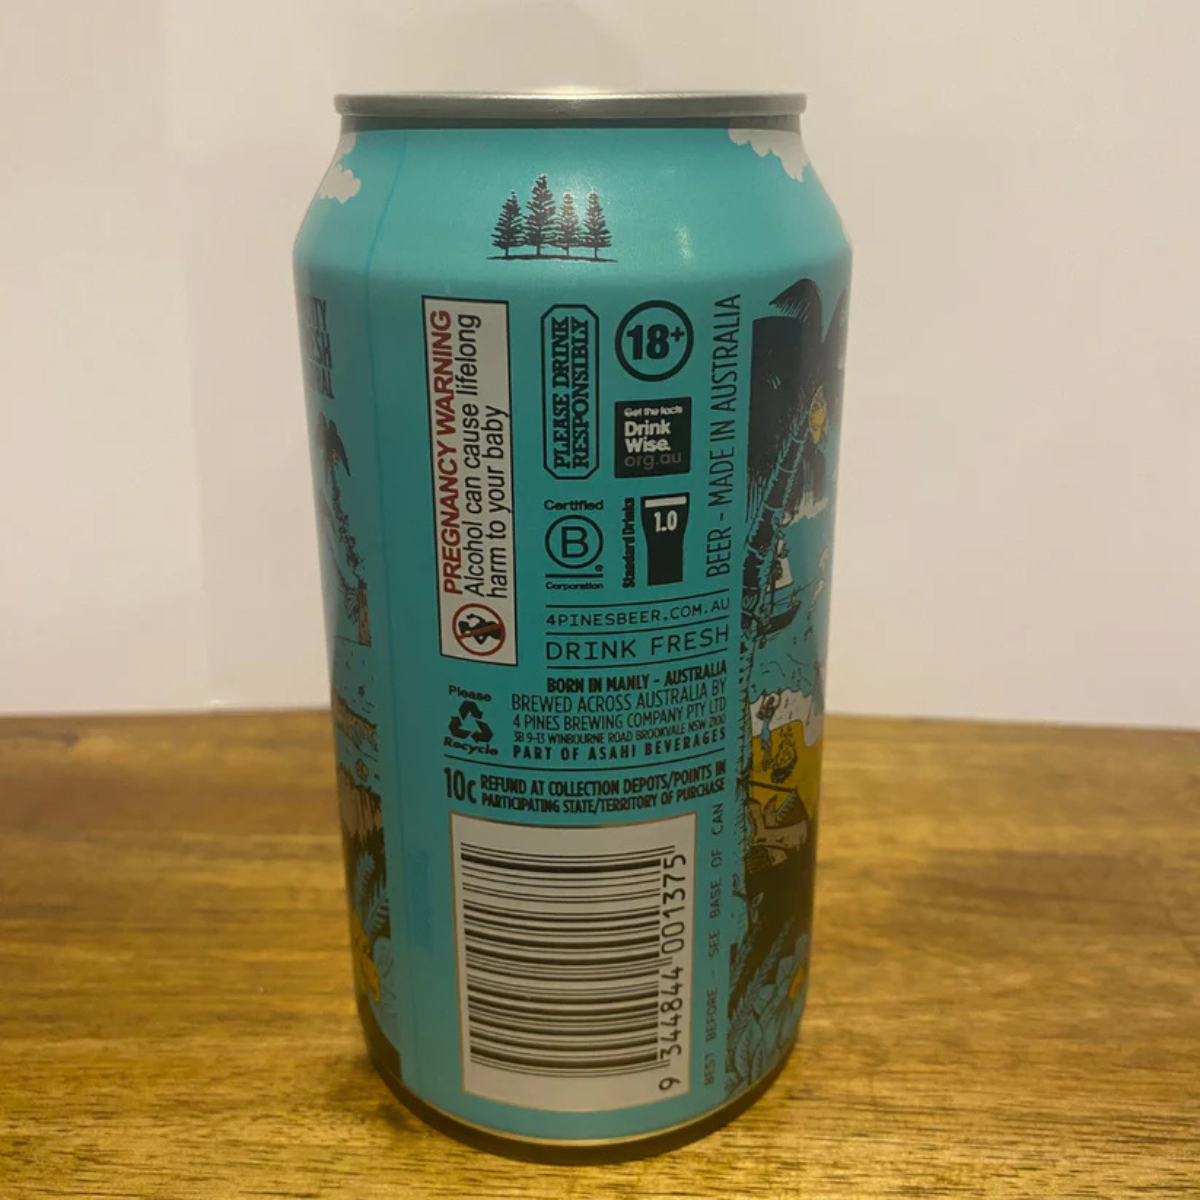 PREGNANCY WARNING
Alcohol can cause lifelong
harm to your baby
PLEASE DRINK
RESPONSIBLY
18+
Get the facts
Drink
Wise.
org.au
Certified
B
Corporation
Standard Drinks
1.0
BEER - MADE IN AUSTRALIA
4PINESBEER.COM.AU
DRINK FRESH
BORN IN MANLY - AUSTRALIA
BREWED ACROSS AUSTRALIA BY
4 PINES BREWING COMPANY PTY LTD
3B 9-13 WINBOURNE ROAD BROOKVALE NSW 2100
PART OF ASAHI BEVERAGES
Please
Recycle
10c REFUND AT COLLECTION DEPOTS/POINTS IN
PARTICIPATING STATE/TERRITORY OF PURCHASE
9 344844 001375
BEST BEFORE - SEE BASE OF CAN